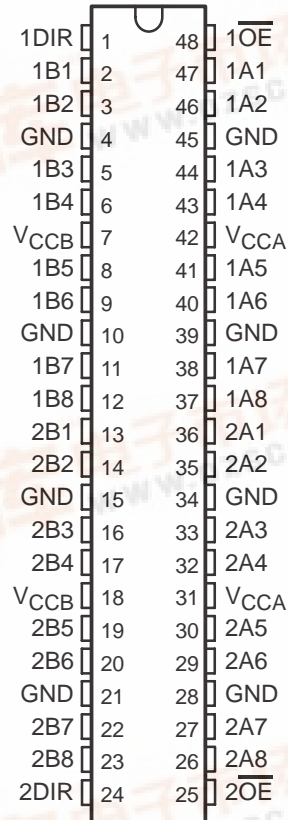 1DIR 1 48 1O̅E̅
1B1 2 47 1A1
1B2 3 46 1A2
GND 4 45 GND
1B3 5 44 1A3
1B4 6 43 1A4
VCCB 7 42 VCCA
1B5 8 41 1A5
1B6 9 40 1A6
GND 10 39 GND
1B7 11 38 1A7
1B8 12 37 1A8
2B1 13 36 2A1
2B2 14 35 2A2
GND 15 34 GND
2B3 16 33 2A3
2B4 17 32 2A4
VCCB 18 31 VCCA
2B5 19 30 2A5
2B6 20 29 2A6
GND 21 28 GND
2B7 22 27 2A7
2B8 23 26 2A8
2DIR 24 25 2O̅E̅